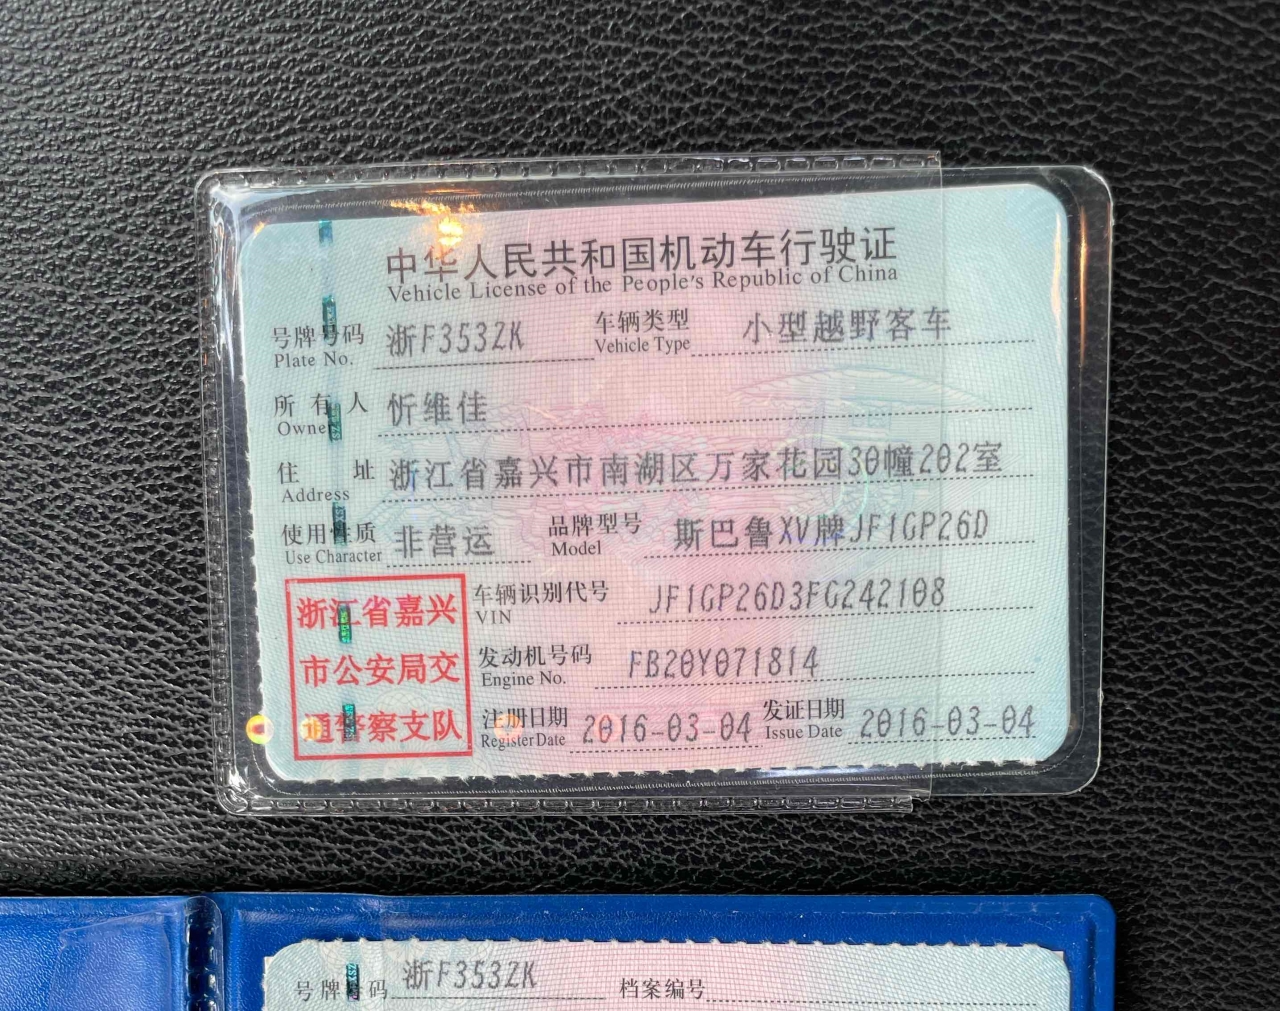 中华人民共和国机动车行驶证
Vehicle License of the People's Republic of China
号牌号码 浙F353ZK 车辆类型 小型越野客车
Plate No. Vehicle Type
所有人 忻维佳
Owner
住址 浙江省嘉兴市南湖区万家花园30幢202室
Address
使用性质 非营运 品牌型号 斯巴鲁XV牌JF1GP26D
Use Character Model
浙江省嘉兴
市公安局交
通警察支队
车辆识别代号 JF1GP26D3FG242108
VIN
发动机号码 FB20Y071814
Engine No.
注册日期 2016-03-04 发证日期 2016-03-04
Register Date Issue Date
号牌号码 浙F353ZK 档案编号